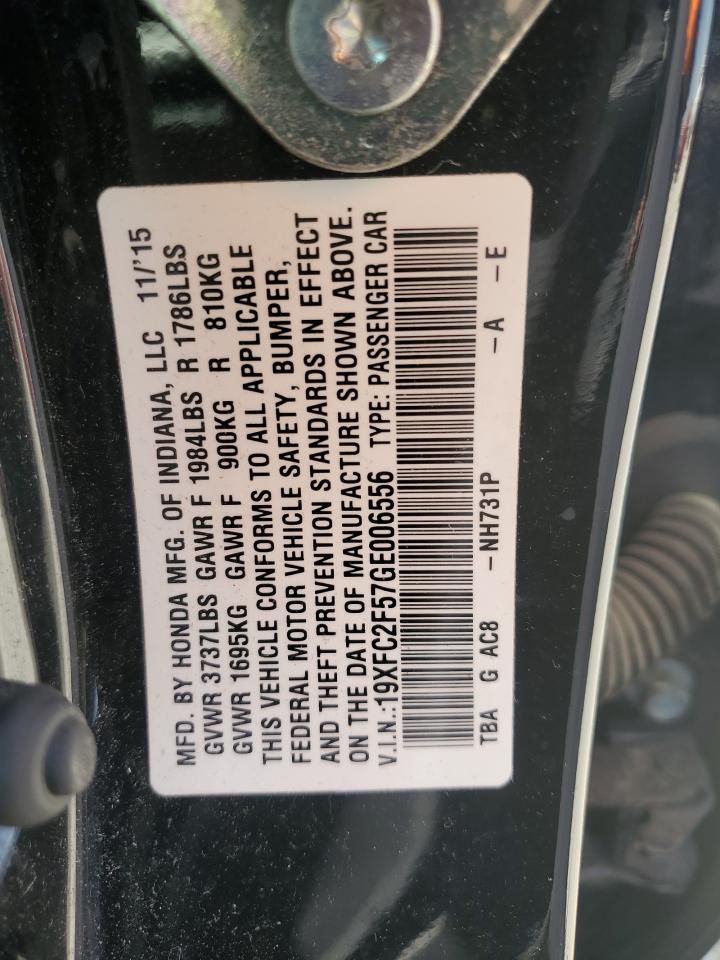 MFD. BY HONDA MFG. OF INDIANA, LLC 11/'15
GVWR 3737LBS GAWR F 1984LBS R 1786LBS
GVWR 1695KG GAWR F 900KG R 810KG
THIS VEHICLE CONFORMS TO ALL APPLICABLE
FEDERAL MOTOR VEHICLE SAFETY, BUMPER,
AND THEFT PREVENTION STANDARDS IN EFFECT
ON THE DATE OF MANUFACTURE SHOWN ABOVE.
V.I.N.:19XFC2F57GE006556 TYPE: PASSENGER CAR
TBA G AC8 -NH731P -A -E